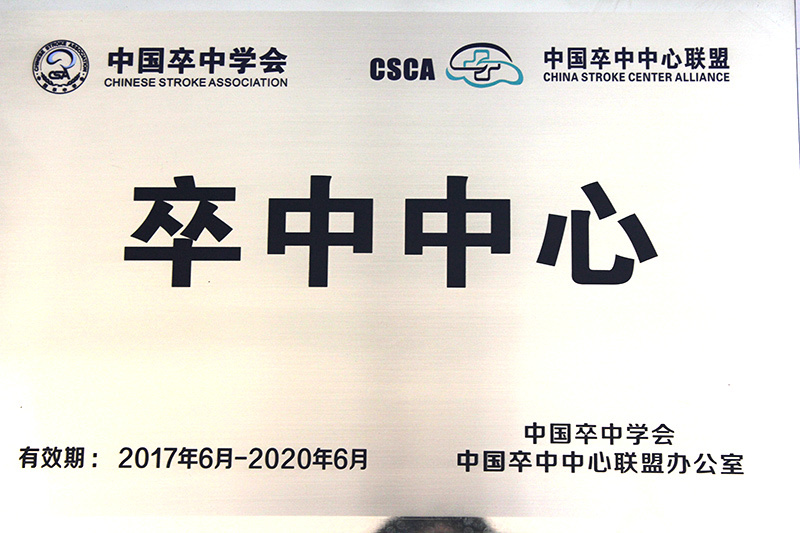 中国卒中学会
CHINESE STROKE ASSOCIATION
CSCA
中国卒中中心联盟
CHINA STROKE CENTER ALLIANCE
卒中中心
有效期：2017年6月-2020年6月
中国卒中学会
中国卒中中心联盟办公室